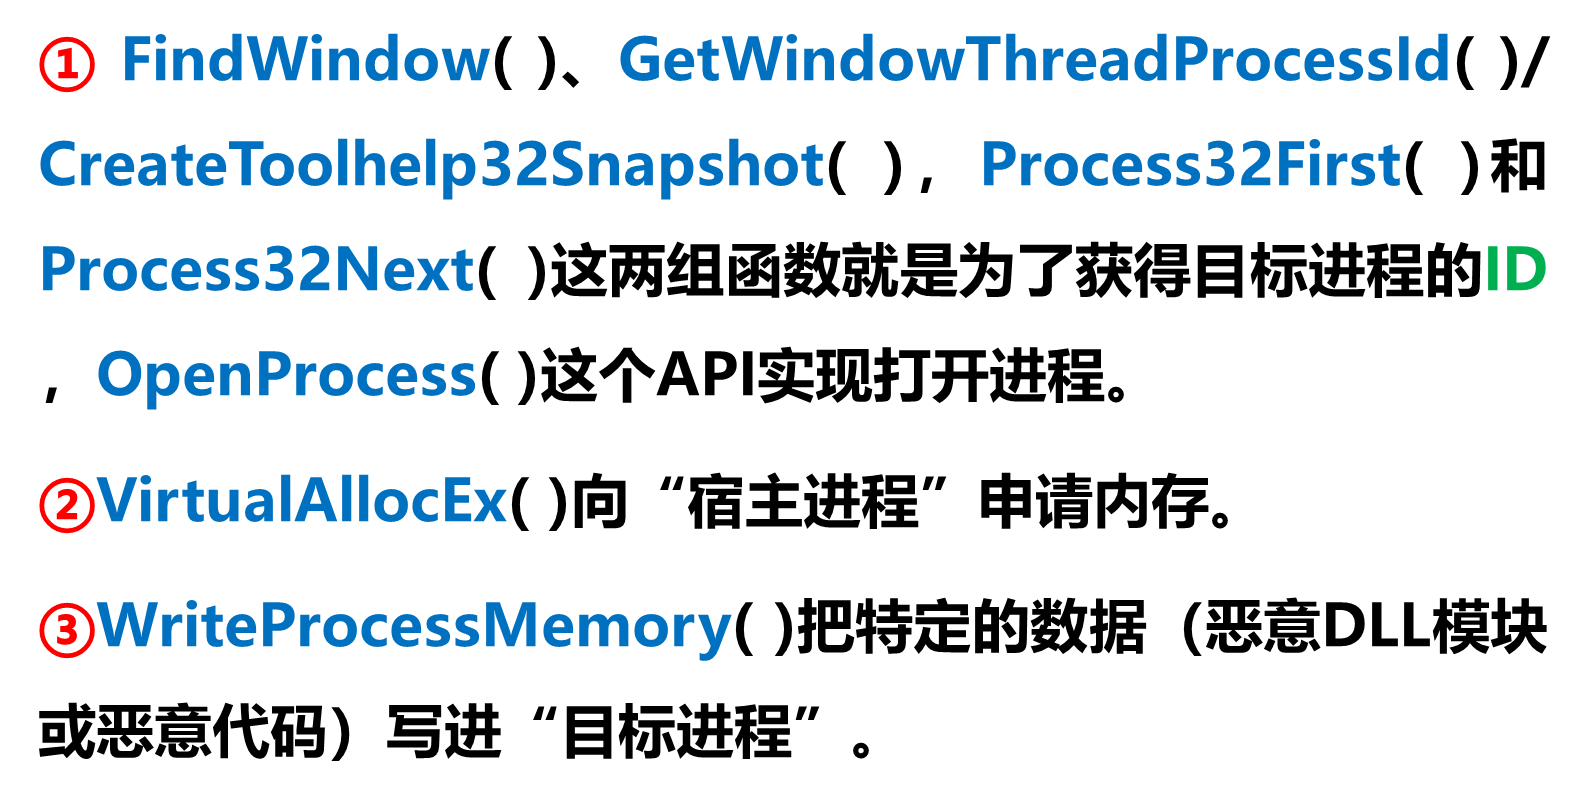 ① FindWindow( )、GetWindowThreadProcessId( )/
CreateToolhelp32Snapshot( ) ，Process32First( )和
Process32Next( )这两组函数就是为了获得目标进程的ID
，OpenProcess( )这个API实现打开进程。
②VirtualAllocEx( )向“宿主进程”申请内存。
③WriteProcessMemory( )把特定的数据（恶意DLL模块
或恶意代码）写进“目标进程”。